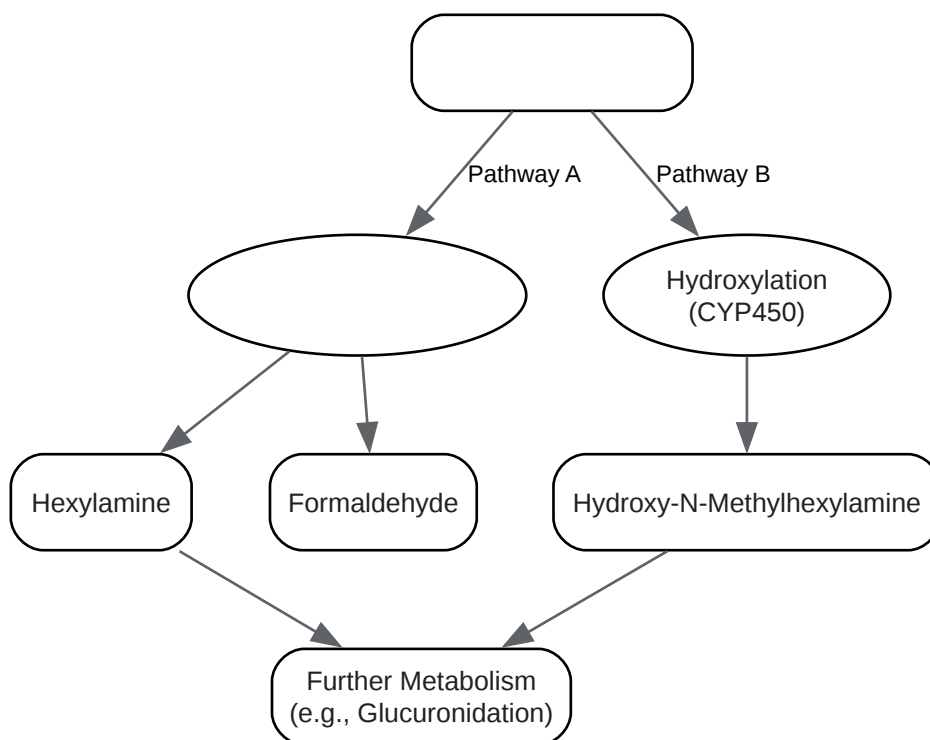 Pathway A
Pathway B
Hydroxylation
(CYP450)
Hexylamine
Formaldehyde
Hydroxy-N-Methylhexylamine
Further Metabolism
(e.g., Glucuronidation)